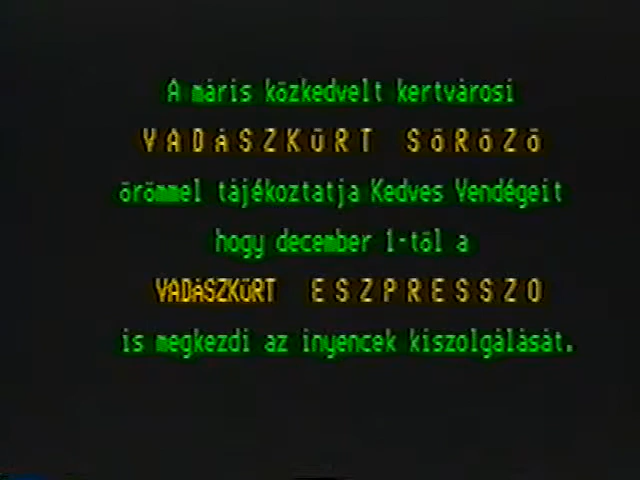 A máris közkedvelt kertvárosi
VADÁSZKÜRT SÖRÖZŐ
örömmel tájékoztatja Kedves Vendégeit
hogy december 1-től a
VADÁSZKÜRT ESZPRESSZO
is megkezdi az inyencek kiszolgálását.